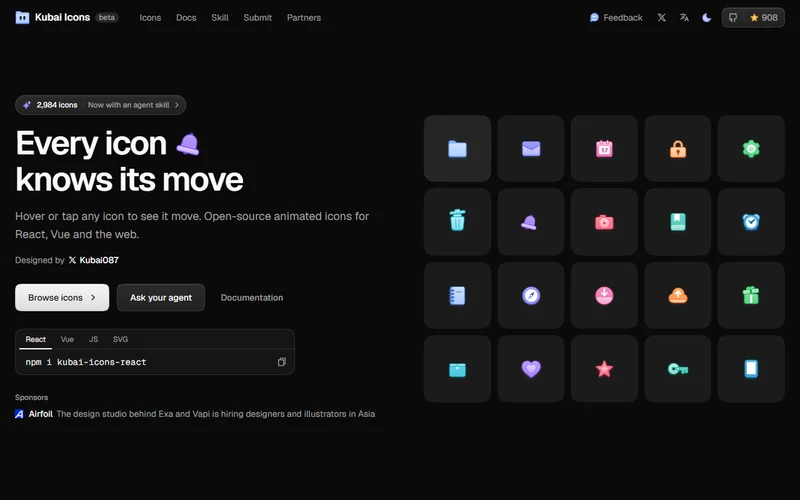 Kubai Icons beta
Icons
Docs
Skill
Submit
Partners
Feedback
908
2,984 icons
Now with an agent skill
Every icon
knows its move
Hover or tap any icon to see it move. Open-source animated icons for
React, Vue and the web.
Designed by Kubai087
Browse icons
Ask your agent
Documentation
React
Vue
JS
SVG
npm i kubai-icons-react
Sponsors
Airfoil The design studio behind Exa and Vapi is hiring designers and illustrators in Asia
17